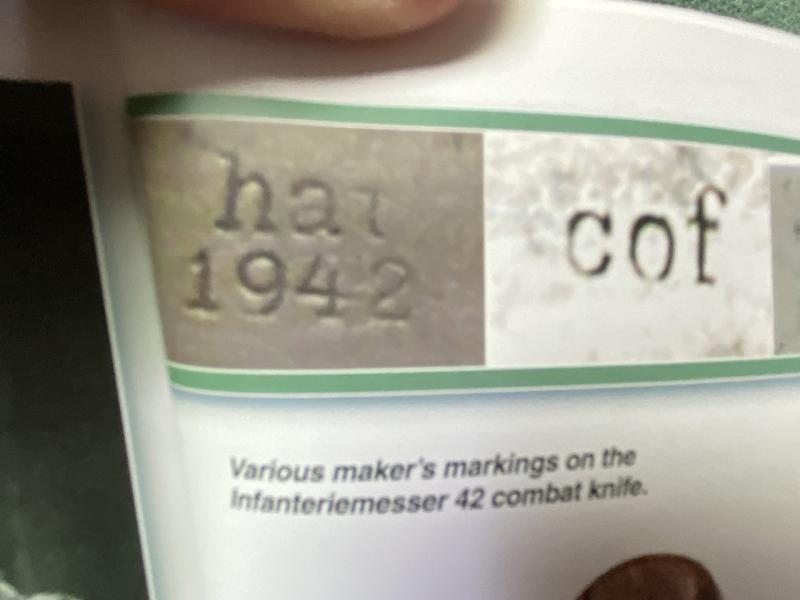 1942
cof
Various maker's markings on the
Infanteriemesser 42 combat knife.